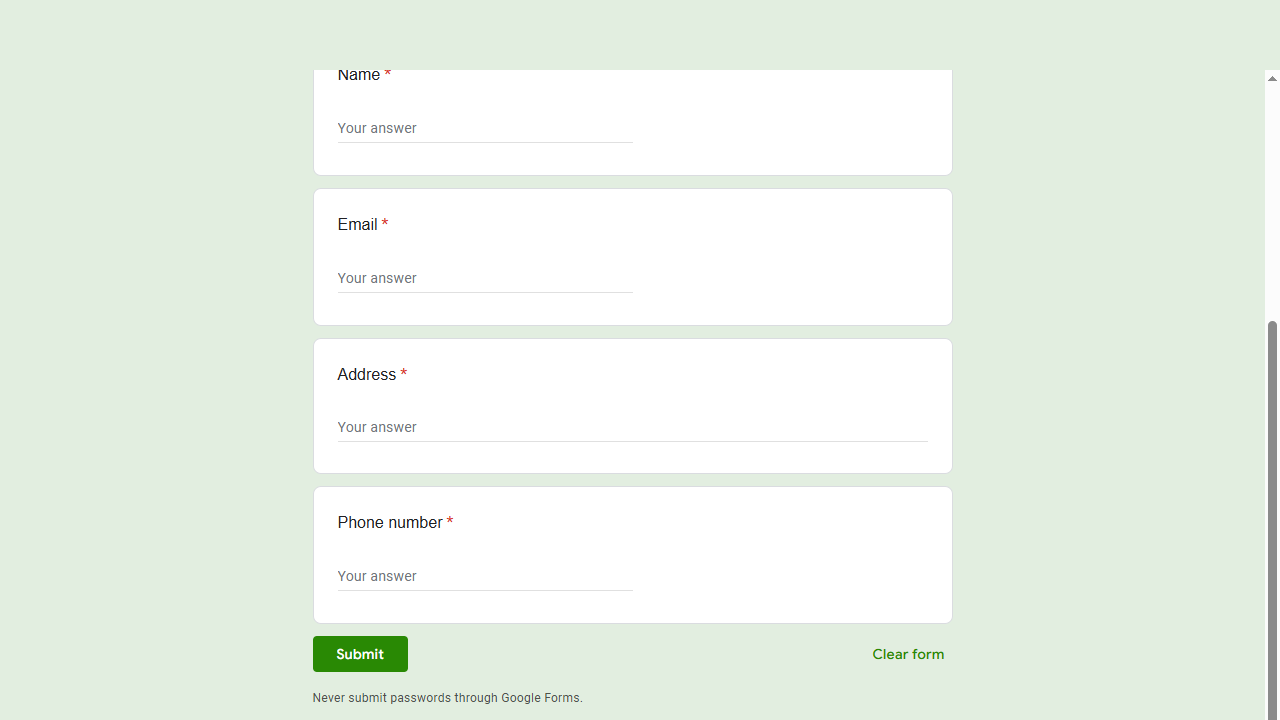 Name *
Your answer
Email *
Your answer
Address *
Your answer
Phone number *
Your answer
Submit
Clear form
Never submit passwords through Google Forms.